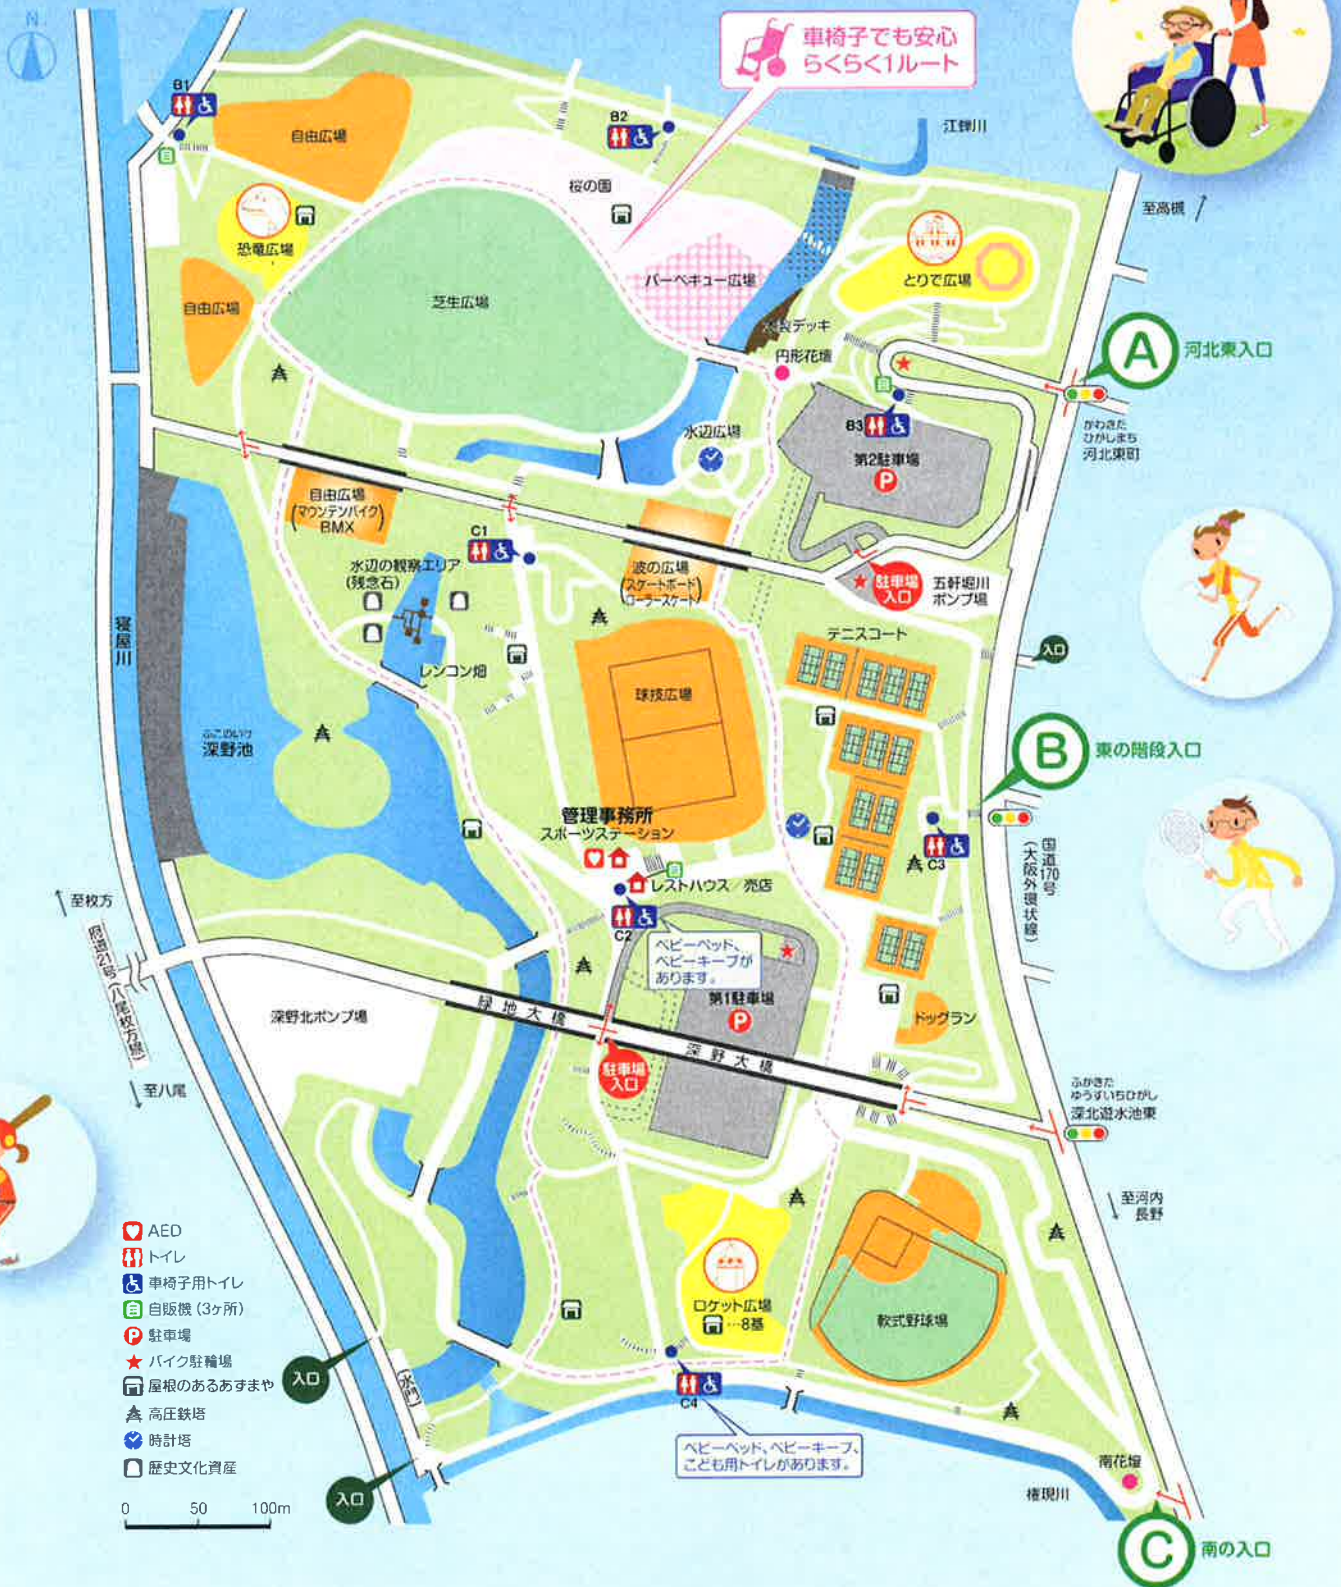 N
車椅子でも安心
らくらく1ルート
B1
自由広場
B2
江蝉川
桜の園
至高槻
恐竜広場
バーベキュー広場
とりで広場
自由広場
芝生広場
木製デッキ
円形花壇
A
河北東入口
B3
かわきた
ひがしまち
河北東町
水辺広場
第2駐車場
P
自由広場
(マウンテンバイク)
BMX
C1
水辺の観察エリア
(残念石)
波の広場
(スケートボード)
(ローラースケート)
駐車場
入口
五軒堀川
ポンプ場
寝屋川
テニスコート
入口
レンコン畑
球技広場
ふこのいけ
深野池
B
東の階段入口
管理事務所
スポーツステーション
C3
国道170号
(大阪外環状線)
レストハウス/売店
C2
ベビーベッド、
ベビーキープが
あります。
至枚方
府道21号(八尾枚方線)
第1駐車場
P
深野北ポンプ場
緑地大橋
深野大橋
ドッグラン
駐車場
入口
至八尾
ふかきた
ゆうすいちひがし
深北遊水池東
至河内
長野
AED
トイレ
車椅子用トイレ
自販機(3ヶ所)
P 駐車場
バイク駐輪場
屋根のあるあずまや
高圧鉄塔
時計塔
歴史文化資産
0 50 100m
ロケット広場
…8基
軟式野球場
入口
(水門)
C4
ベビーベッド、ベビーキープ、
こども用トイレがあります。
入口
南花壇
権現川
C
南の入口